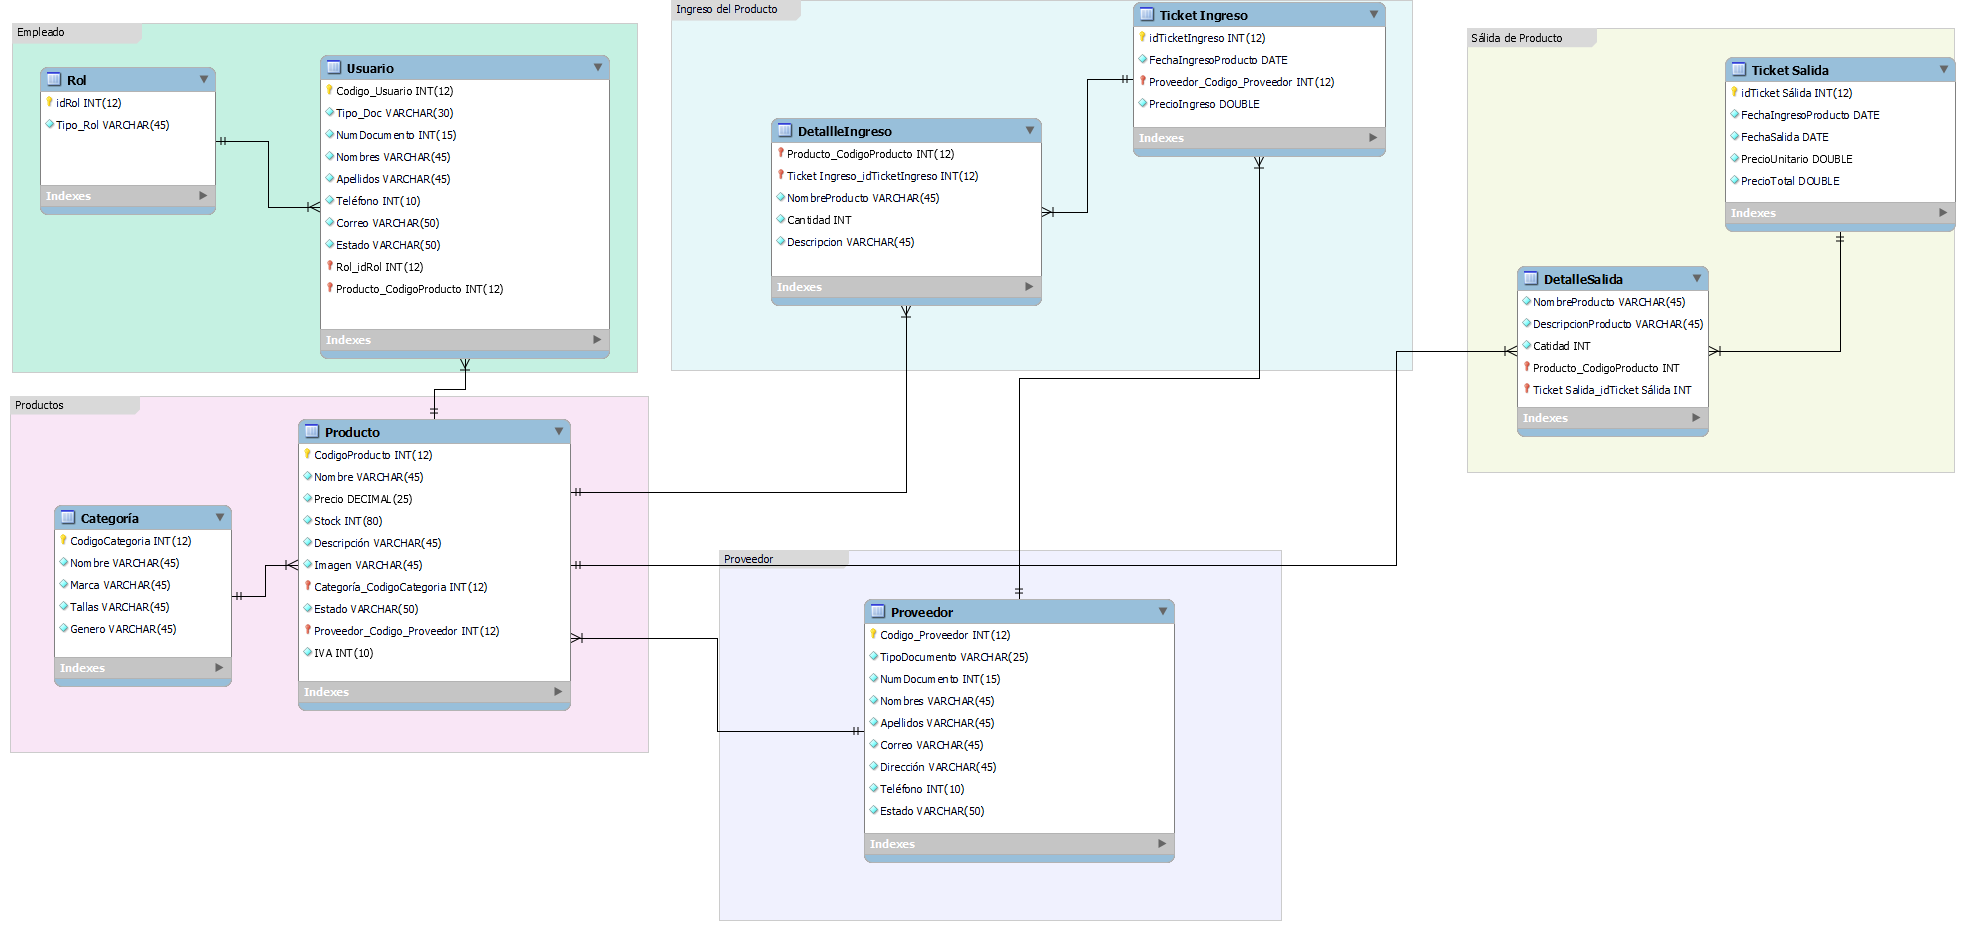 Empleado
Rol
idRol INT(12)
Tipo_Rol VARCHAR(45)
Indexes
Usuario
Codigo_Usuario INT(12)
Tipo_Doc VARCHAR(30)
NumDocumento INT(15)
Nombres VARCHAR(45)
Apellidos VARCHAR(45)
Teléfono INT(10)
Correo VARCHAR(50)
Estado VARCHAR(50)
Rol_idRol INT(12)
Producto_CodigoProducto INT(12)
Indexes
Ingreso del Producto
DetallleIngreso
Producto_CodigoProducto INT(12)
Ticket Ingreso_idTicketIngreso INT(12)
NombreProducto VARCHAR(45)
Cantidad INT
Descripcion VARCHAR(45)
Indexes
Ticket Ingreso
idTicketIngreso INT(12)
FechaIngresoProducto DATE
Proveedor_Codigo_Proveedor INT(12)
PrecioIngreso DOUBLE
Indexes
Sálida de Producto
Ticket Salida
idTicket Sálida INT(12)
FechaIngresoProducto DATE
FechaSalida DATE
PrecioUnitario DOUBLE
PrecioTotal DOUBLE
Indexes
DetalleSalida
NombreProducto VARCHAR(45)
DescripcionProducto VARCHAR(45)
Catidad INT
Producto_CodigoProducto INT
Ticket Salida_idTicket Sálida INT
Indexes
Productos
Categoría
CodigoCategoria INT(12)
Nombre VARCHAR(45)
Marca VARCHAR(45)
Tallas VARCHAR(45)
Genero VARCHAR(45)
Indexes
Producto
CodigoProducto INT(12)
Nombre VARCHAR(45)
Precio DECIMAL(25)
Stock INT(80)
Descripción VARCHAR(45)
Imagen VARCHAR(45)
Categoría_CodigoCategoria INT(12)
Estado VARCHAR(50)
Proveedor_Codigo_Proveedor INT(12)
IVA INT(10)
Indexes
Proveedor
Proveedor
Codigo_Proveedor INT(12)
TipoDocumento VARCHAR(25)
NumDocumento INT(15)
Nombres VARCHAR(45)
Apellidos VARCHAR(45)
Correo VARCHAR(45)
Dirección VARCHAR(45)
Teléfono INT(10)
Estado VARCHAR(50)
Indexes